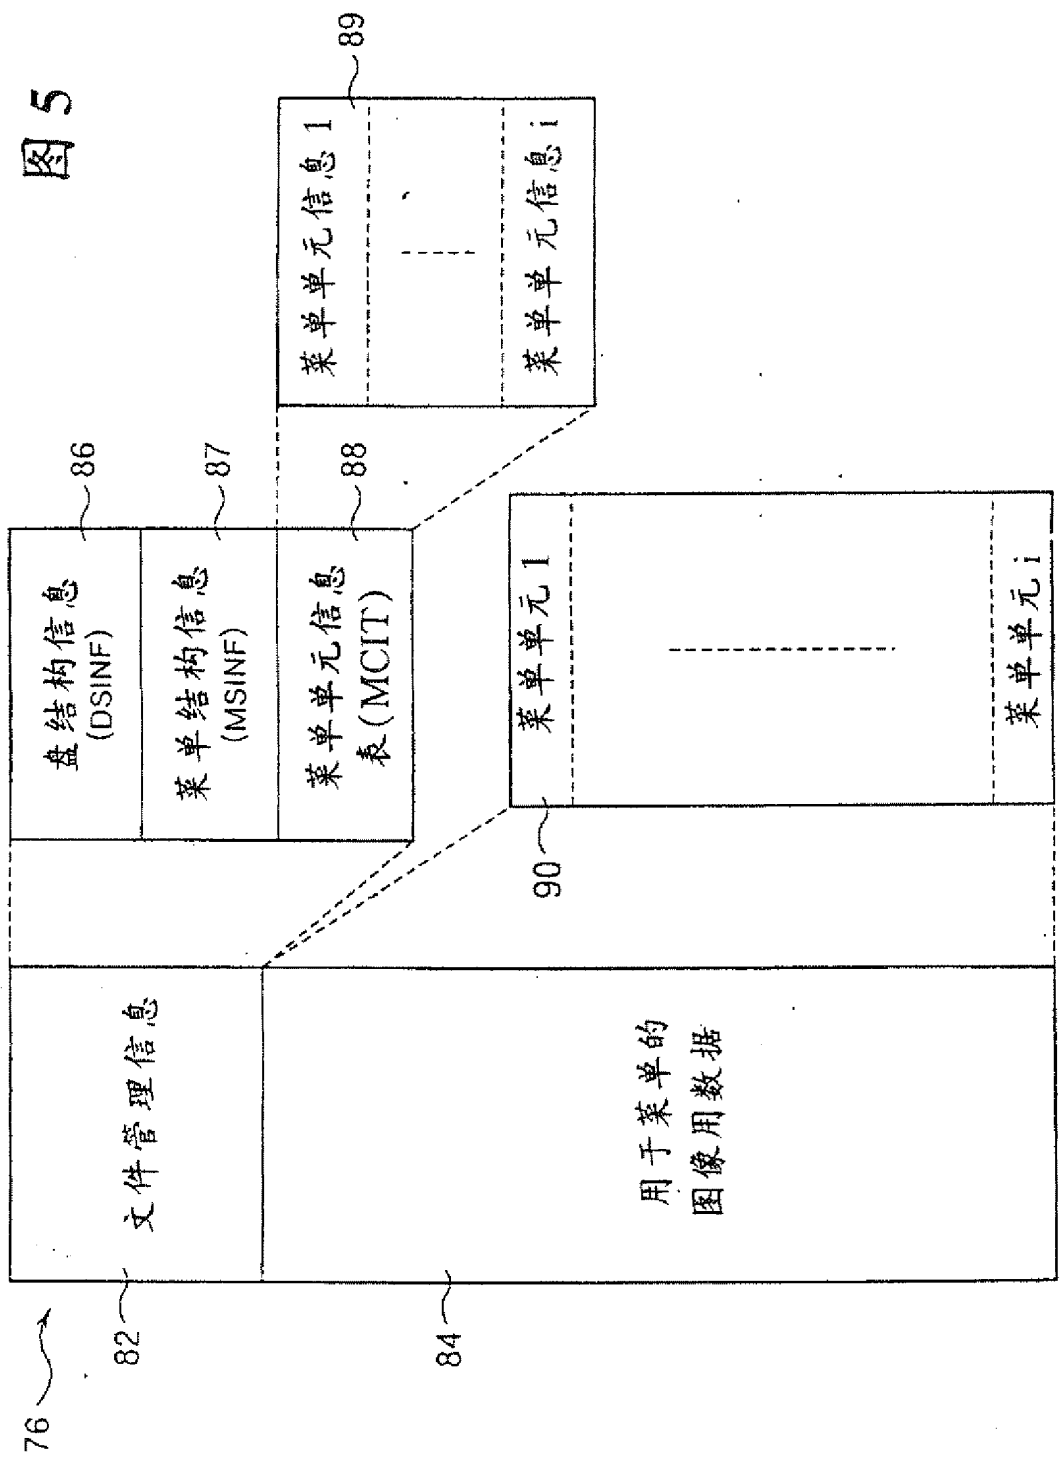 图 5
76
82
文件管理信息
84
用于菜单的
图像用数据
盘结构信息
(DSINF)
86
菜单结构信息
(MSINF)
87
菜单单元信息
表(MCIT)
88
菜单单元信息 1
89
菜单单元信息 i
90
菜单单元 1
菜单单元 i